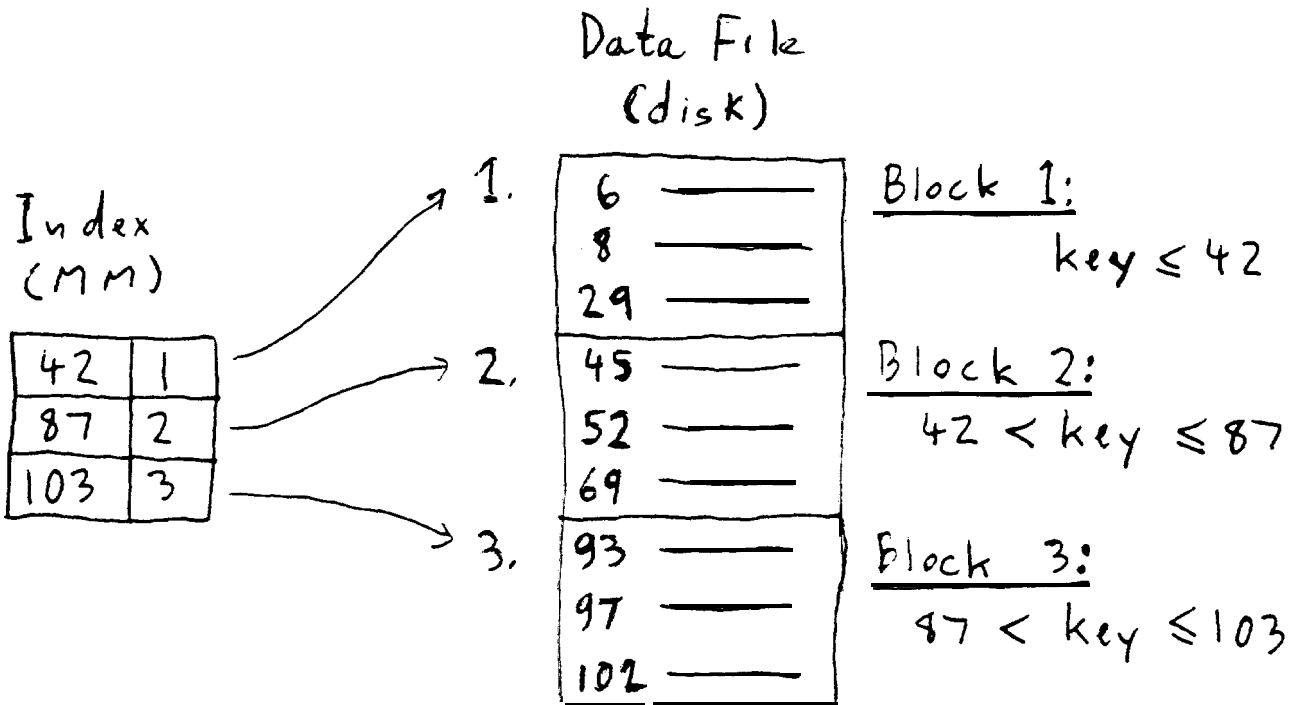 Data File
(disk)
Index
(MM)
42 1
87 2
103 3
1.
6
8
29
2.
45
52
69
3.
93
97
102
Block 1:
key ≤ 42
Block 2:
42 < key ≤ 87
Block 3:
87 < key ≤ 103